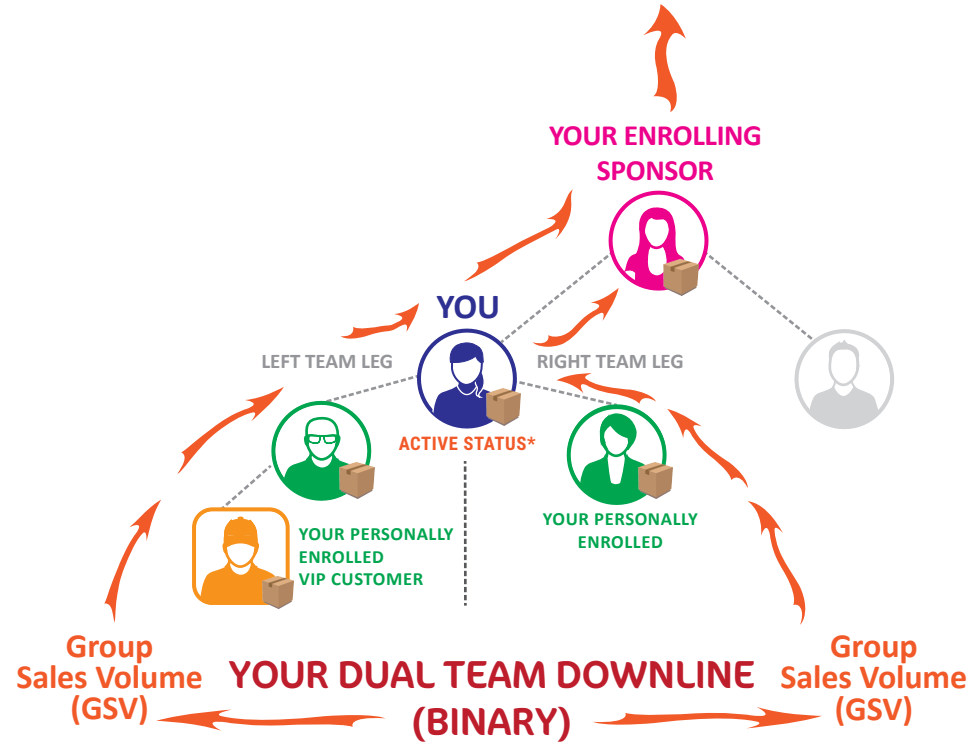 YOUR ENROLLING
SPONSOR
YOU
LEFT TEAM LEG
RIGHT TEAM LEG
ACTIVE STATUS*
YOUR PERSONALLY
ENROLLED
VIP CUSTOMER
YOUR PERSONALLY
ENROLLED
Group
Sales Volume
(GSV)
YOUR DUAL TEAM DOWNLINE
(BINARY)
Group
Sales Volume
(GSV)